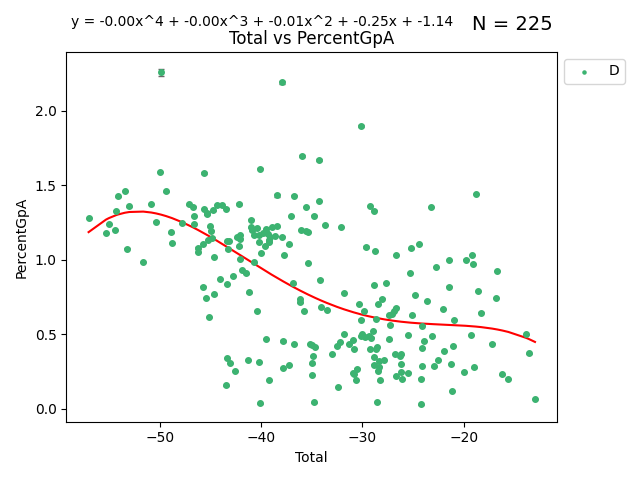 y = -0.00x^4 + -0.00x^3 + -0.01x^2 + -0.25x + -1.14
N = 225
Total vs PercentGpA
D
2.0
1.5
1.0
0.5
0.0
PercentGpA
−50
−40
−30
−20
Total